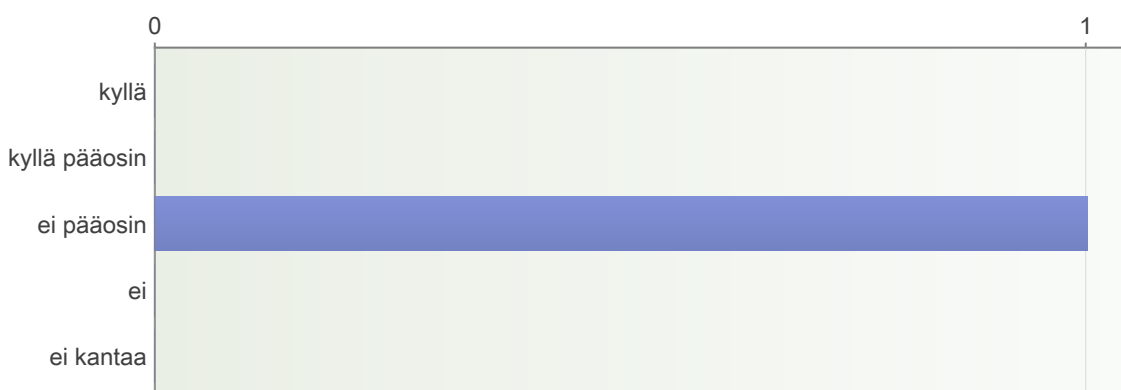 0 1
kyllä
kyllä pääosin
ei pääosin
ei
ei kantaa